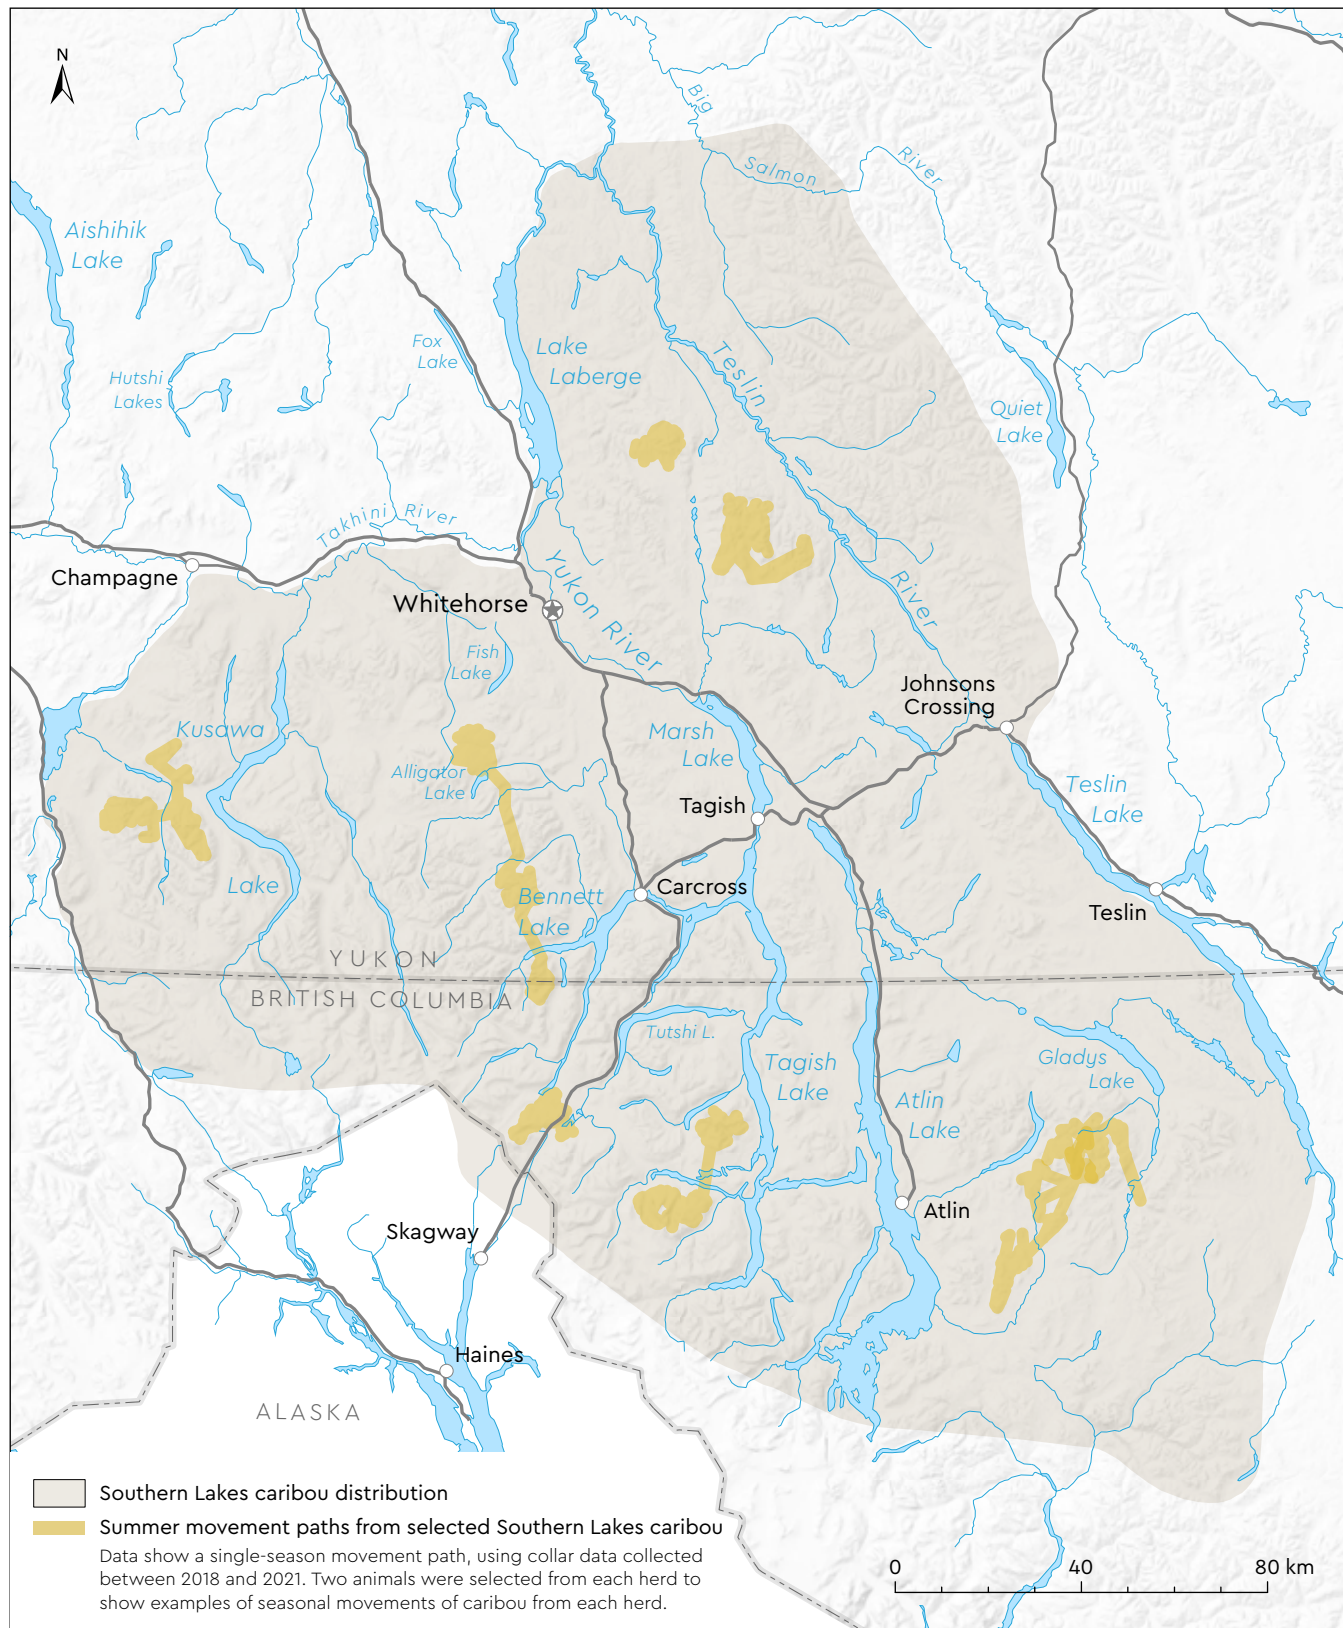 N
Big
Salmon
River
Aishihik
Lake
Fox
Lake
Lake
Laberge
Teslin
Hutshi
Lakes
Quiet
Lake
Takhini River
Champagne
Whitehorse
Yukon River
River
Fish
Lake
Johnsons
Crossing
Kusawa
Marsh
Lake
Alligator
Lake
Tagish
Teslin
Lake
Lake
Bennett
Lake
Carcross
Teslin
YUKON
BRITISH COLUMBIA
Tutshi L.
Tagish
Lake
Gladys
Lake
Atlin
Lake
Atlin
Skagway
Haines
ALASKA
Southern Lakes caribou distribution
Summer movement paths from selected Southern Lakes caribou
Data show a single-season movement path, using collar data collected
between 2018 and 2021. Two animals were selected from each herd to
show examples of seasonal movements of caribou from each herd.
0 40 80 km